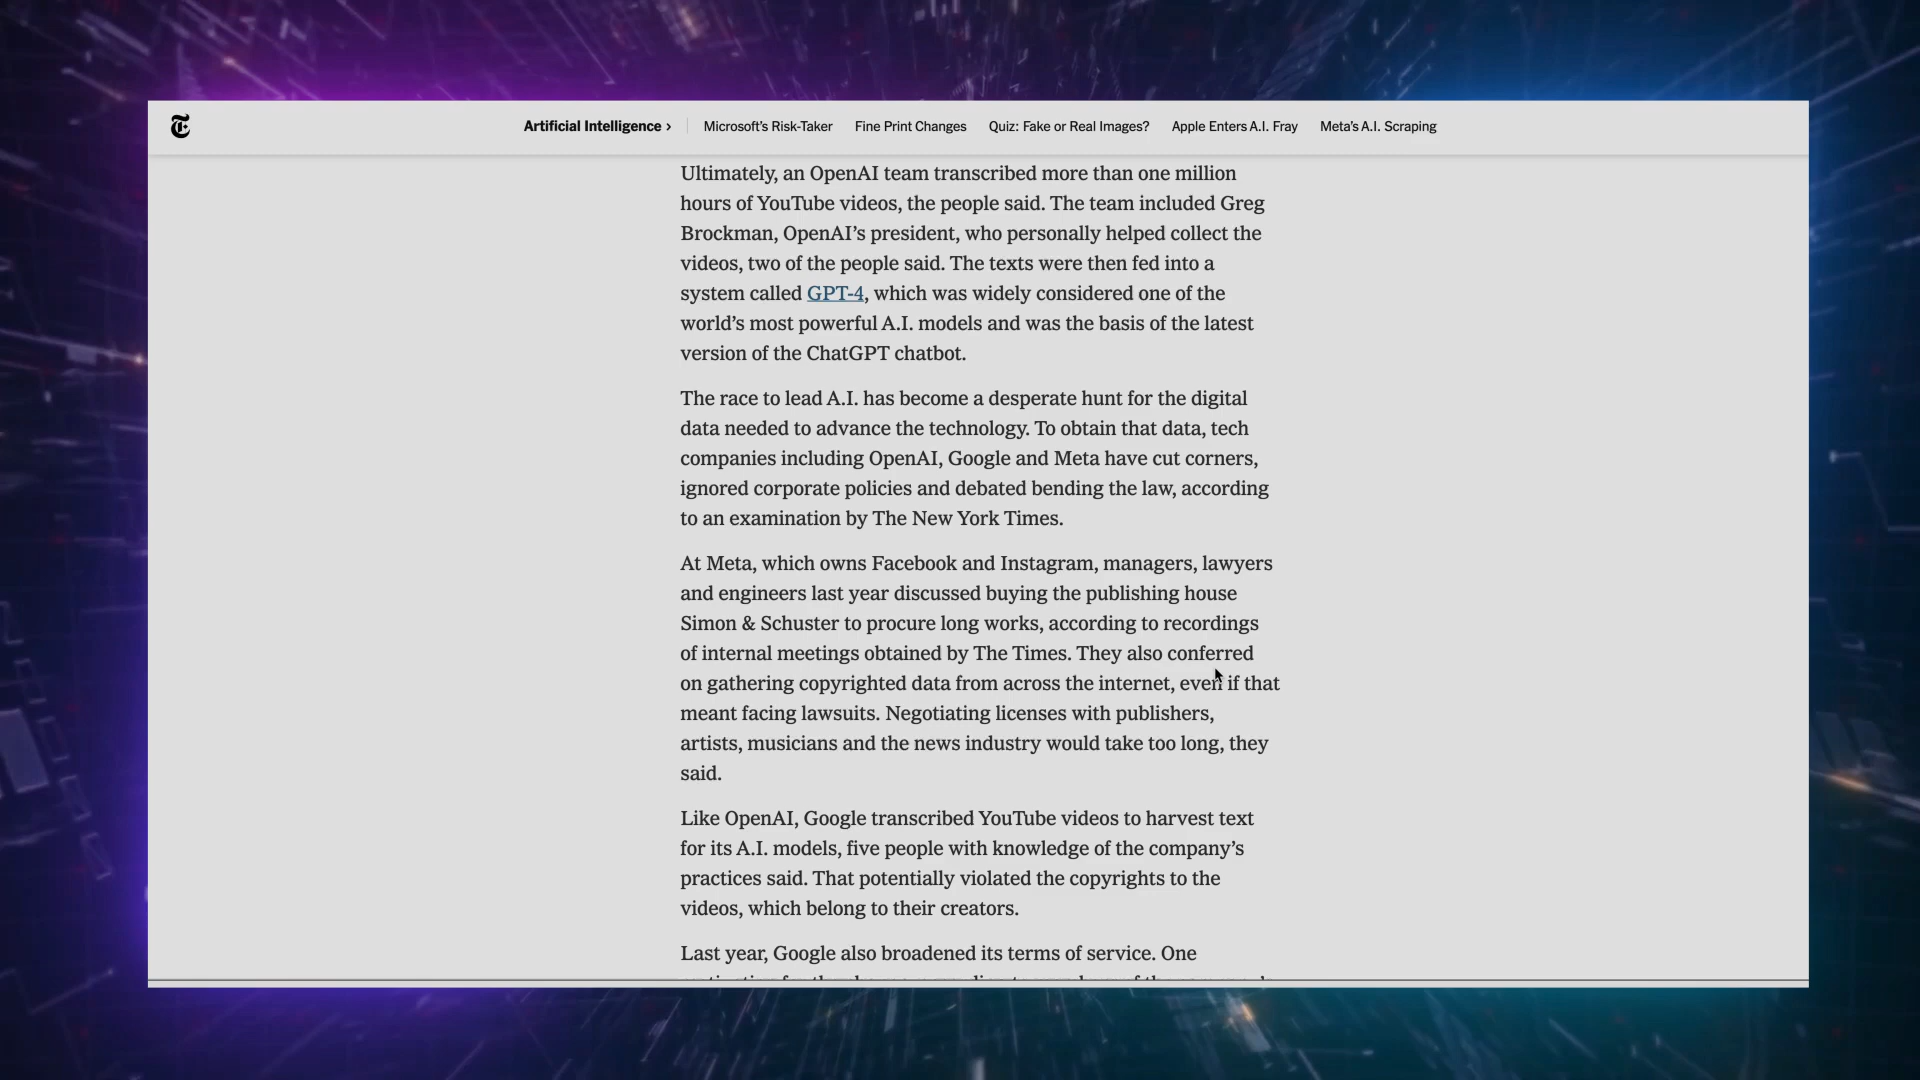 Artificial Intelligence › Microsoft's Risk-Taker Fine Print Changes Quiz: Fake or Real Images? Apple Enters A.I. Fray Meta's A.I. Scraping
Ultimately, an OpenAI team transcribed more than one million
hours of YouTube videos, the people said. The team included Greg
Brockman, OpenAI’s president, who personally helped collect the
videos, two of the people said. The texts were then fed into a
system called GPT-4, which was widely considered one of the
world’s most powerful A.I. models and was the basis of the latest
version of the ChatGPT chatbot.
The race to lead A.I. has become a desperate hunt for the digital
data needed to advance the technology. To obtain that data, tech
companies including OpenAI, Google and Meta have cut corners,
ignored corporate policies and debated bending the law, according
to an examination by The New York Times.
At Meta, which owns Facebook and Instagram, managers, lawyers
and engineers last year discussed buying the publishing house
Simon & Schuster to procure long works, according to recordings
of internal meetings obtained by The Times. They also conferred
on gathering copyrighted data from across the internet, even if that
meant facing lawsuits. Negotiating licenses with publishers,
artists, musicians and the news industry would take too long, they
said.
Like OpenAI, Google transcribed YouTube videos to harvest text
for its A.I. models, five people with knowledge of the company’s
practices said. That potentially violated the copyrights to the
videos, which belong to their creators.
Last year, Google also broadened its terms of service. One